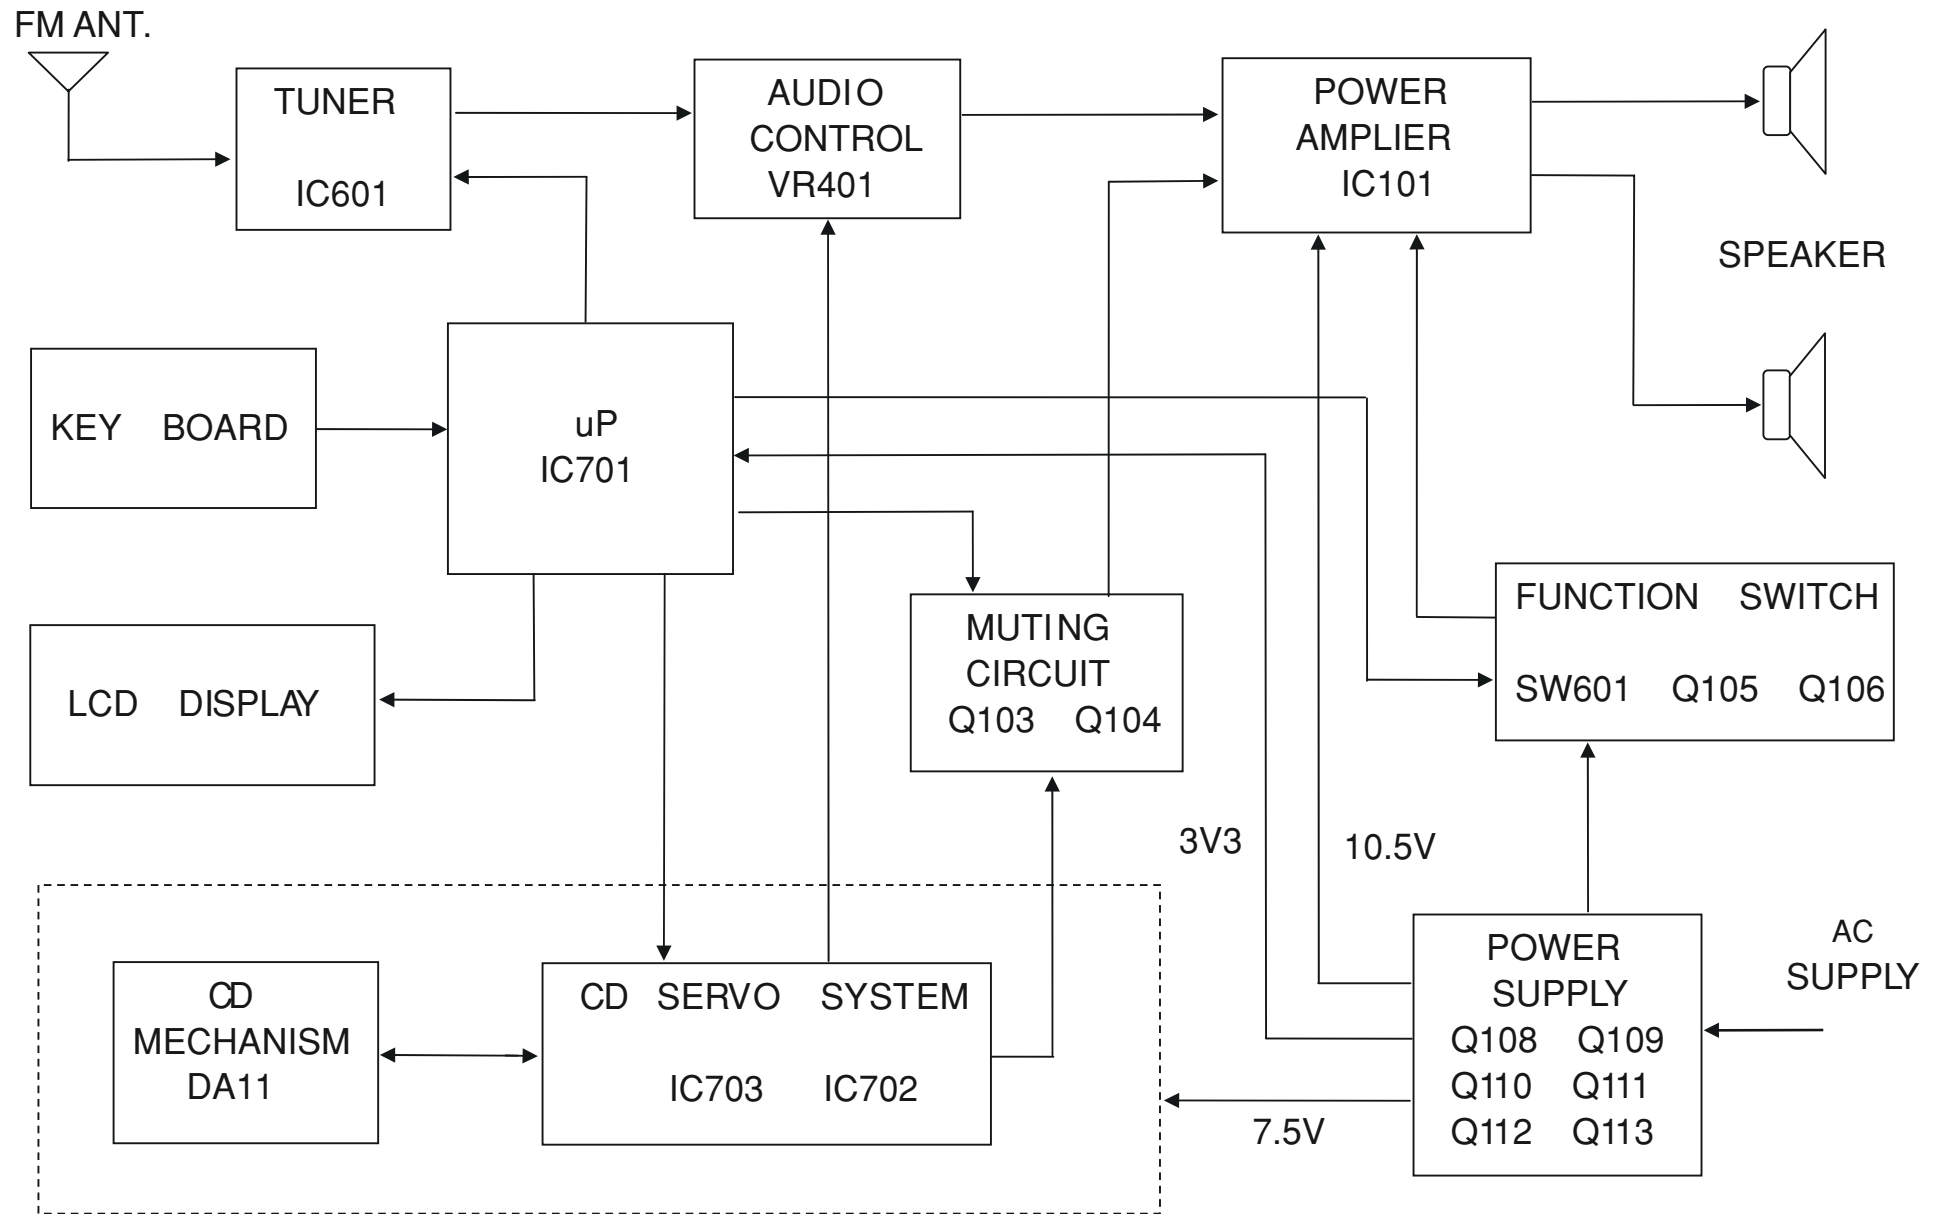 FM ANT.
TUNER
IC601
AUDIO
CONTROL
VR401
POWER
AMPLIER
IC101
SPEAKER
KEY BOARD
uP
IC701
LCD DISPLAY
MUTING
CIRCUIT
Q103 Q104
FUNCTION SWITCH
SW601 Q105 Q106
3V3
10.5V
CD
MECHANISM
DA11
CD SERVO SYSTEM
IC703 IC702
7.5V
POWER
SUPPLY
Q108 Q109
Q110 Q111
Q112 Q113
AC
SUPPLY